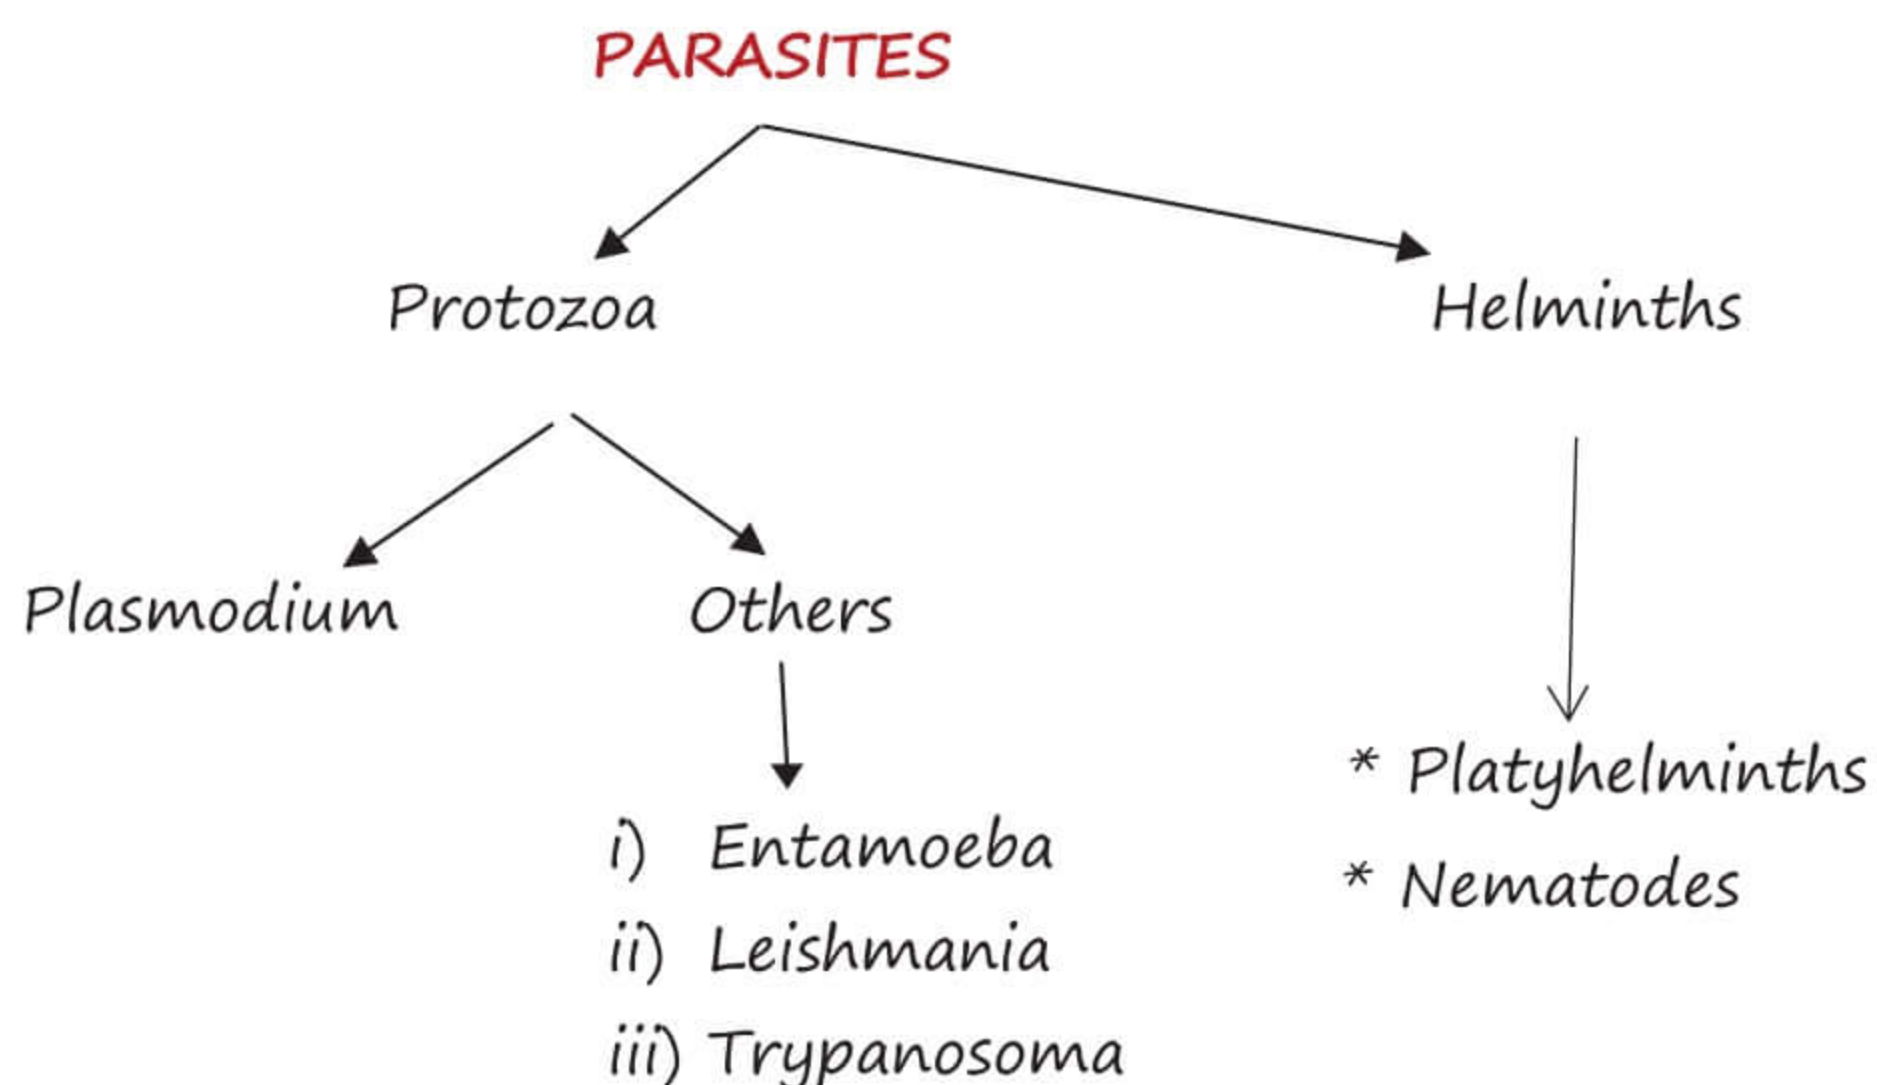 PARASITES
Protozoa
Helminths
Plasmodium
Others
* Platyhelminths
* Nematodes
i) Entamoeba
ii) Leishmania
iii) Trypanosoma